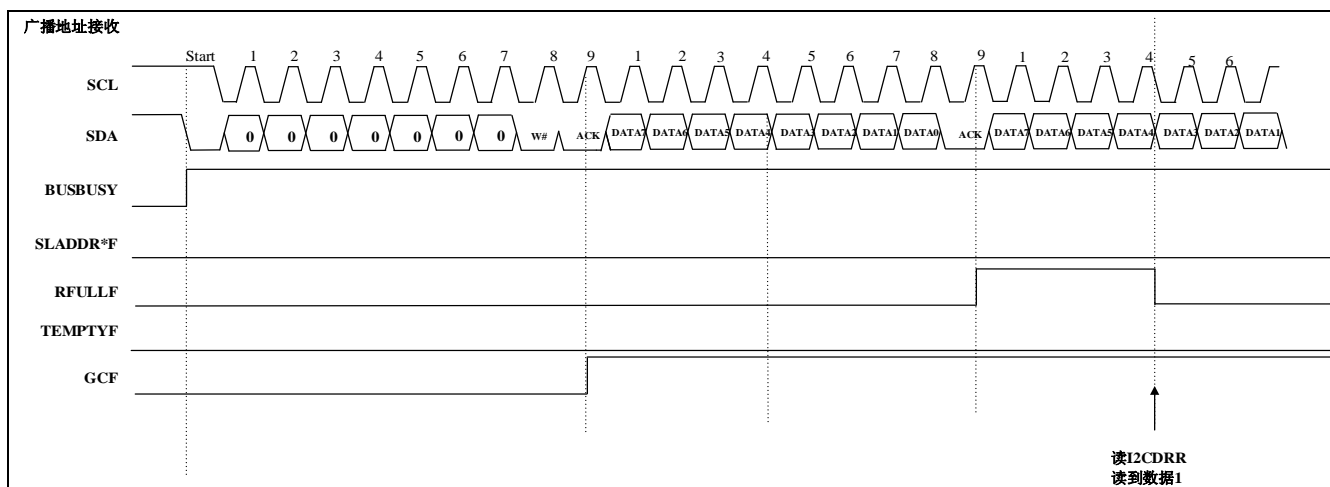 广播地址接收
Start 1 2 3 4 5 6 7 8 9 1 2 3 4 5 6 7 8 9 1 2 3 4 5 6
SCL
SDA 0 0 0 0 0 0 0 W# ACK DATA7 DATA6 DATA5 DATA4 DATA3 DATA2 DATA1 DATA0 ACK DATA7 DATA6 DATA5 DATA4 DATA3 DATA2 DATA1
BUSBUSY
SLADDR*F
RFULLF
TEMPTYF
GCF
读I2CDRR
读到数据1